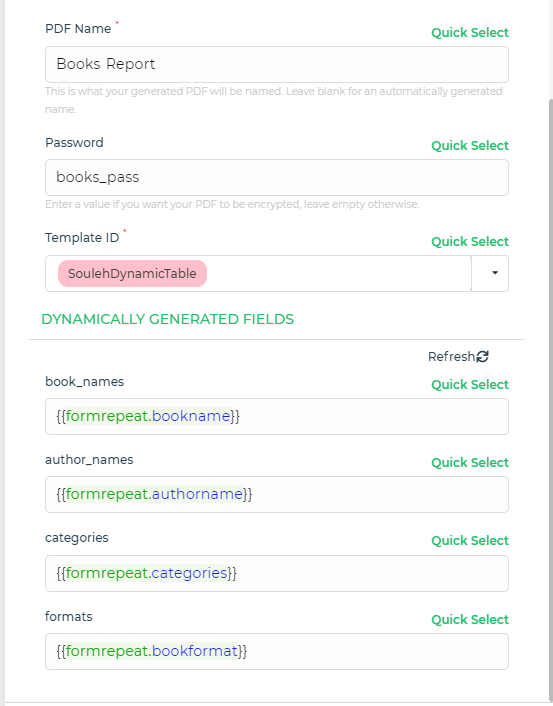 PDF Name *
Quick Select
Books Report
This is what your generated PDF will be named. Leave blank for an automatically generated
name.
Password
Quick Select
books_pass
Enter a value if you want your PDF to be encrypted, leave empty otherwise.
Template ID *
Quick Select
SoulehDynamicTable
DYNAMICALLY GENERATED FIELDS
Refresh
book_names
Quick Select
{{formrepeat.bookname}}
author_names
Quick Select
{{formrepeat.authorname}}
categories
Quick Select
{{formrepeat.categories}}
formats
Quick Select
{{formrepeat.bookformat}}